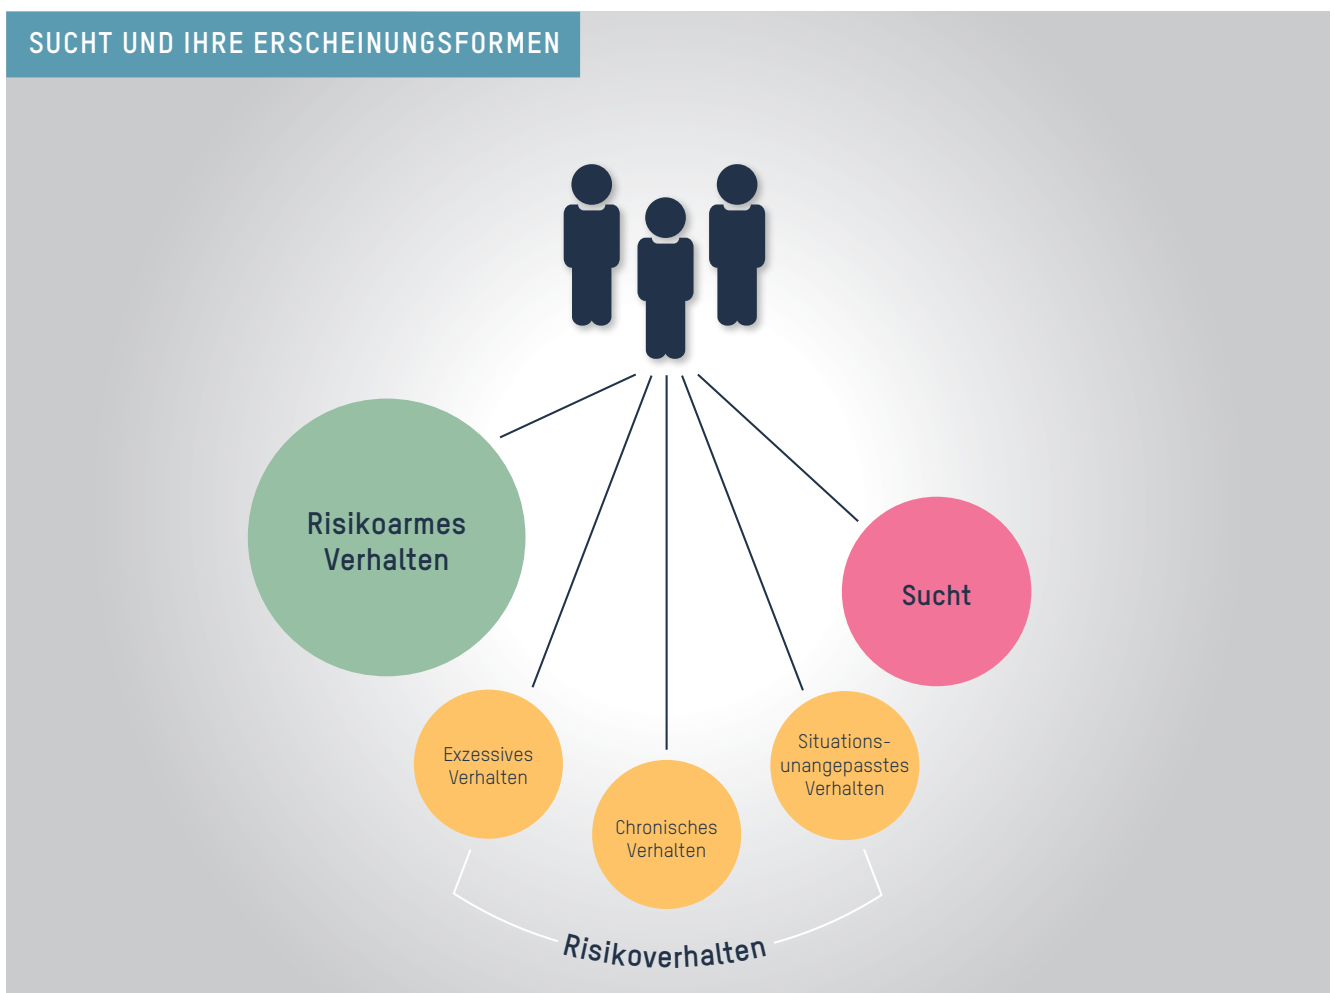 SUCHT UND IHRE ERSCHEINUNGSFORMEN
Risikoarmes
Verhalten
Sucht
Exzessives
Verhalten
Chronisches
Verhalten
Situations-
unangepasstes
Verhalten
Risikoverhalten